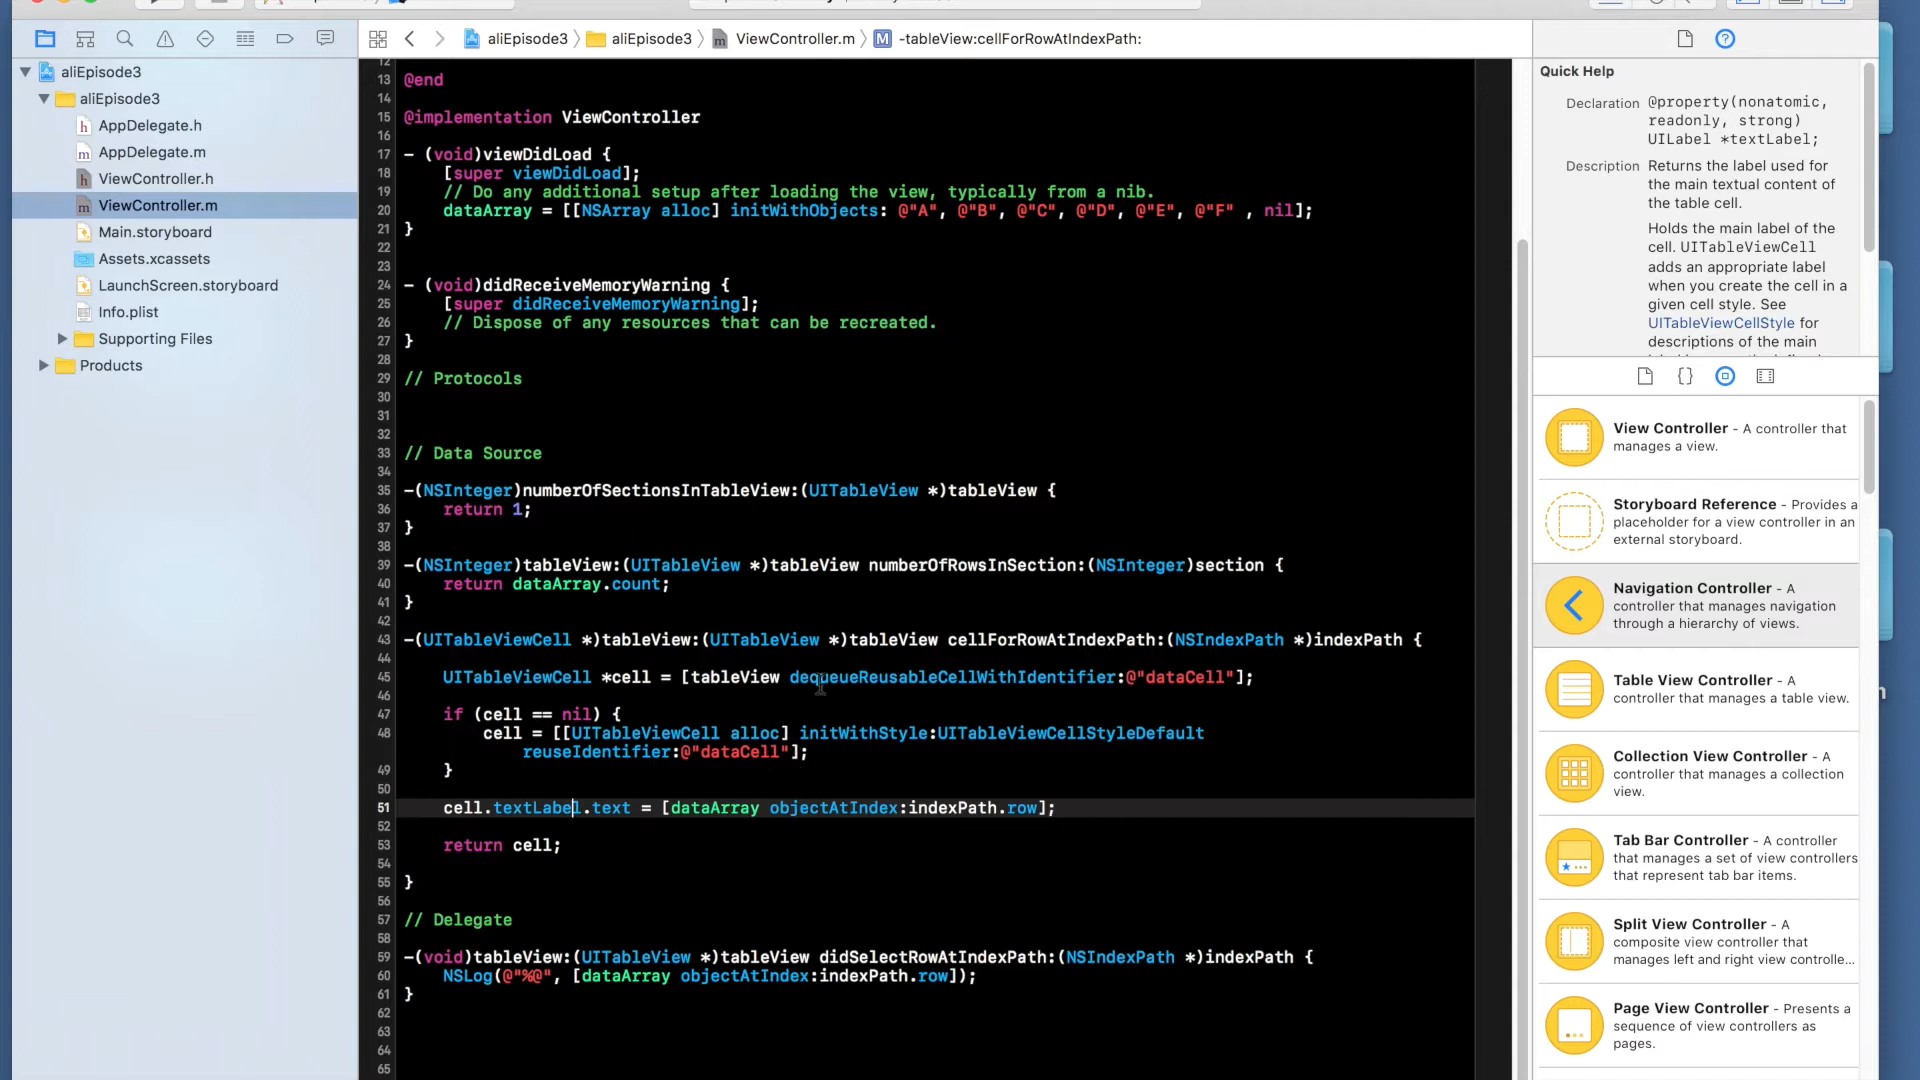 aliEpisode3 〉 aliEpisode3 〉 m ViewController.m 〉 M -tableView:cellForRowAtIndexPath:
aliEpisode3
aliEpisode3
h AppDelegate.h
m AppDelegate.m
h ViewController.h
m ViewController.m
Main.storyboard
Assets.xcassets
LaunchScreen.storyboard
Info.plist
Supporting Files
Products
12
13 @end
14
15 @implementation ViewController
16
17 - (void)viewDidLoad {
18 [super viewDidLoad];
19 // Do any additional setup after loading the view, typically from a nib.
20 dataArray = [[NSArray alloc] initWithObjects: @"A", @"B", @"C", @"D", @"E", @"F" , nil];
21 }
22
23
24 - (void)didReceiveMemoryWarning {
25 [super didReceiveMemoryWarning];
26 // Dispose of any resources that can be recreated.
27 }
28
29 // Protocols
30
31
32
33 // Data Source
34
35 -(NSInteger)numberOfSectionsInTableView:(UITableView *)tableView {
36 return 1;
37 }
38
39 -(NSInteger)tableView:(UITableView *)tableView numberOfRowsInSection:(NSInteger)section {
40 return dataArray.count;
41 }
42
43 -(UITableViewCell *)tableView:(UITableView *)tableView cellForRowAtIndexPath:(NSIndexPath *)indexPath {
44
45 UITableViewCell *cell = [tableView dequeueReusableCellWithIdentifier:@"dataCell"];
46
47 if (cell == nil) {
48 cell = [[UITableViewCell alloc] initWithStyle:UITableViewCellStyleDefault
reuseIdentifier:@"dataCell"];
49 }
50
51 cell.textLabel.text = [dataArray objectAtIndex:indexPath.row];
52
53 return cell;
54
55 }
56
57 // Delegate
58
59 -(void)tableView:(UITableView *)tableView didSelectRowAtIndexPath:(NSIndexPath *)indexPath {
60 NSLog(@"%@", [dataArray objectAtIndex:indexPath.row]);
61 }
62
63
64
65
Quick Help
Declaration @property(nonatomic,
readonly, strong)
UILabel *textLabel;
Description Returns the label used for
the main textual content of
the table cell.
Holds the main label of the
cell. UITableViewCell
adds an appropriate label
when you create the cell in a
given cell style. See
UITableViewCellStyle for
descriptions of the main
View Controller - A controller that
manages a view.
Storyboard Reference - Provides a
placeholder for a view controller in an
external storyboard.
Navigation Controller - A
controller that manages navigation
through a hierarchy of views.
Table View Controller - A
controller that manages a table view.
Collection View Controller - A
controller that manages a collection
view.
Tab Bar Controller - A controller
that manages a set of view controllers
that represent tab bar items.
Split View Controller - A
composite view controller that
manages left and right view controlle...
Page View Controller - Presents a
sequence of view controllers as
pages.